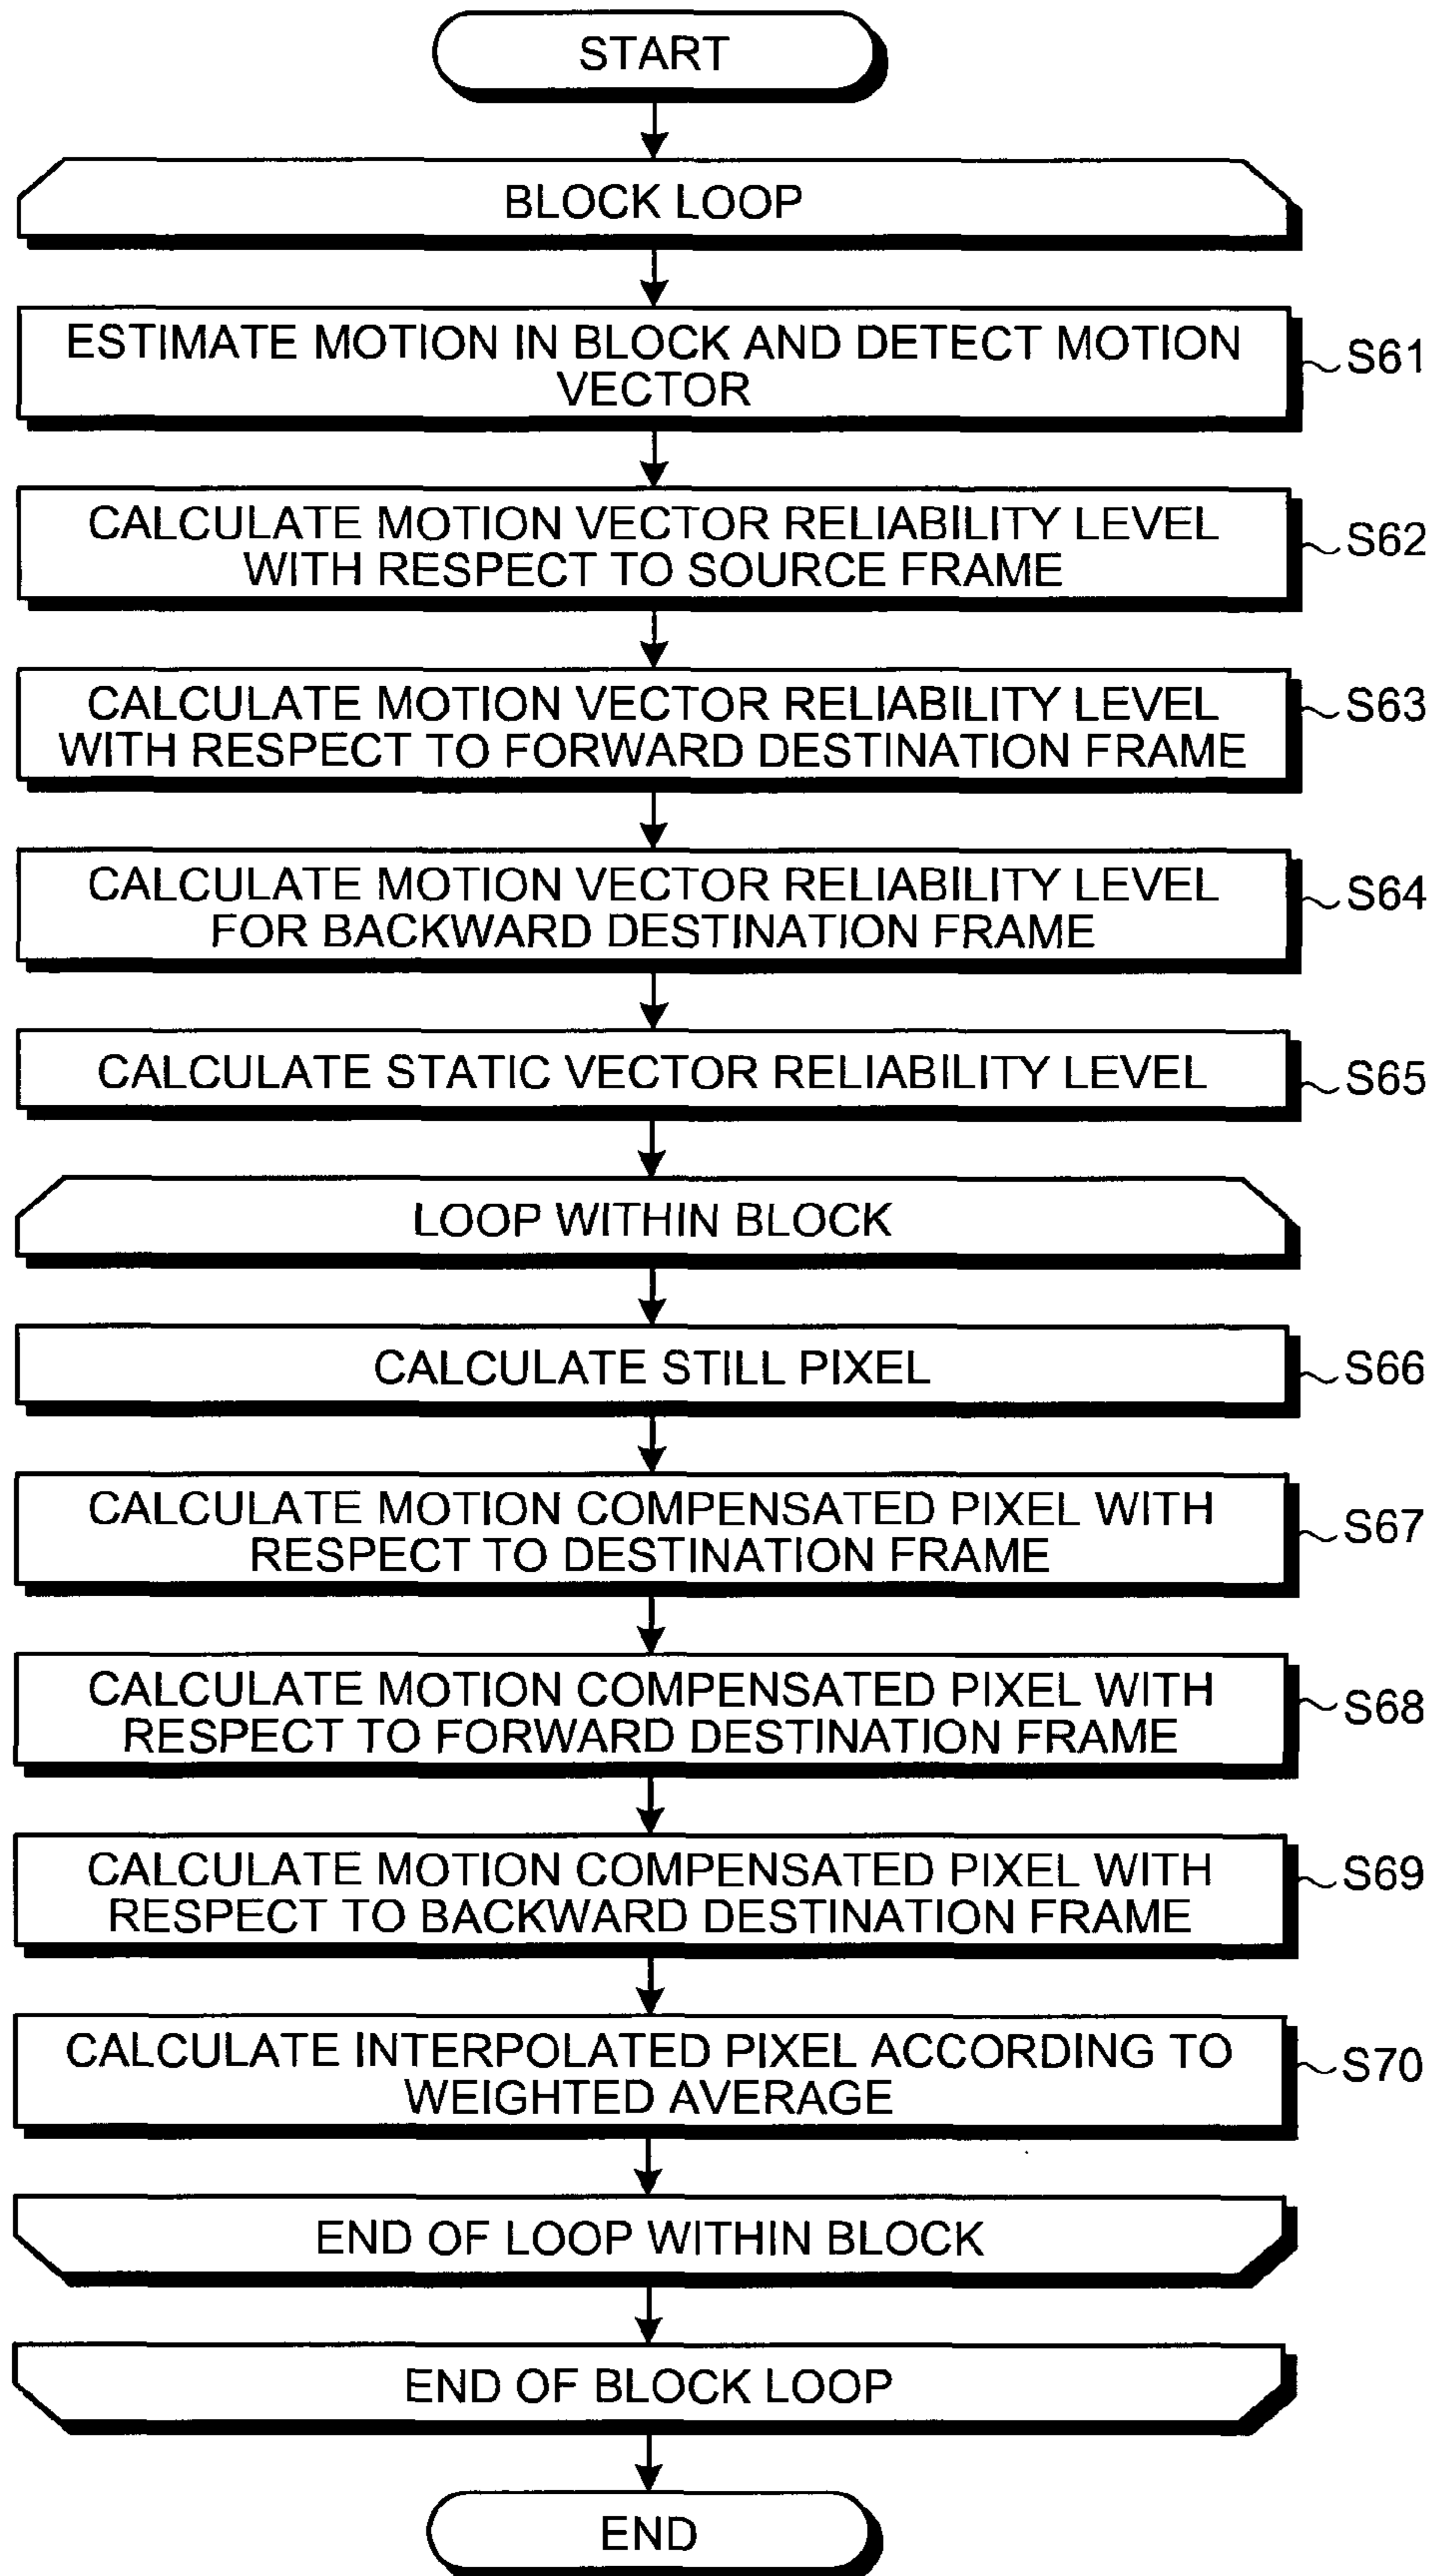 START
BLOCK LOOP
ESTIMATE MOTION IN BLOCK AND DETECT MOTION
VECTOR
S61
CALCULATE MOTION VECTOR RELIABILITY LEVEL
WITH RESPECT TO SOURCE FRAME
S62
CALCULATE MOTION VECTOR RELIABILITY LEVEL
WITH RESPECT TO FORWARD DESTINATION FRAME
S63
CALCULATE MOTION VECTOR RELIABILITY LEVEL
FOR BACKWARD DESTINATION FRAME
S64
CALCULATE STATIC VECTOR RELIABILITY LEVEL
S65
LOOP WITHIN BLOCK
CALCULATE STILL PIXEL
S66
CALCULATE MOTION COMPENSATED PIXEL WITH
RESPECT TO DESTINATION FRAME
S67
CALCULATE MOTION COMPENSATED PIXEL WITH
RESPECT TO FORWARD DESTINATION FRAME
S68
CALCULATE MOTION COMPENSATED PIXEL WITH
RESPECT TO BACKWARD DESTINATION FRAME
S69
CALCULATE INTERPOLATED PIXEL ACCORDING TO
WEIGHTED AVERAGE
S70
END OF LOOP WITHIN BLOCK
END OF BLOCK LOOP
END